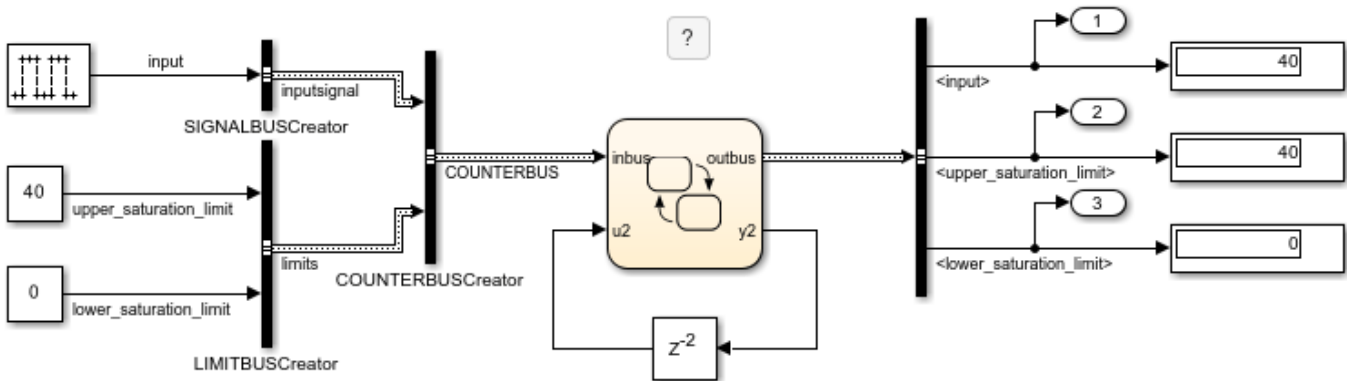 input
inputsignal
SIGNALBUSCreator
40
upper_saturation_limit
limits
0
lower_saturation_limit
LIMITBUSCreator
COUNTERBUS
COUNTERBUSCreator
?
inbus
outbus
u2
y2
z-2
1
<input>
40
2
<upper_saturation_limit>
40
3
<lower_saturation_limit>
0